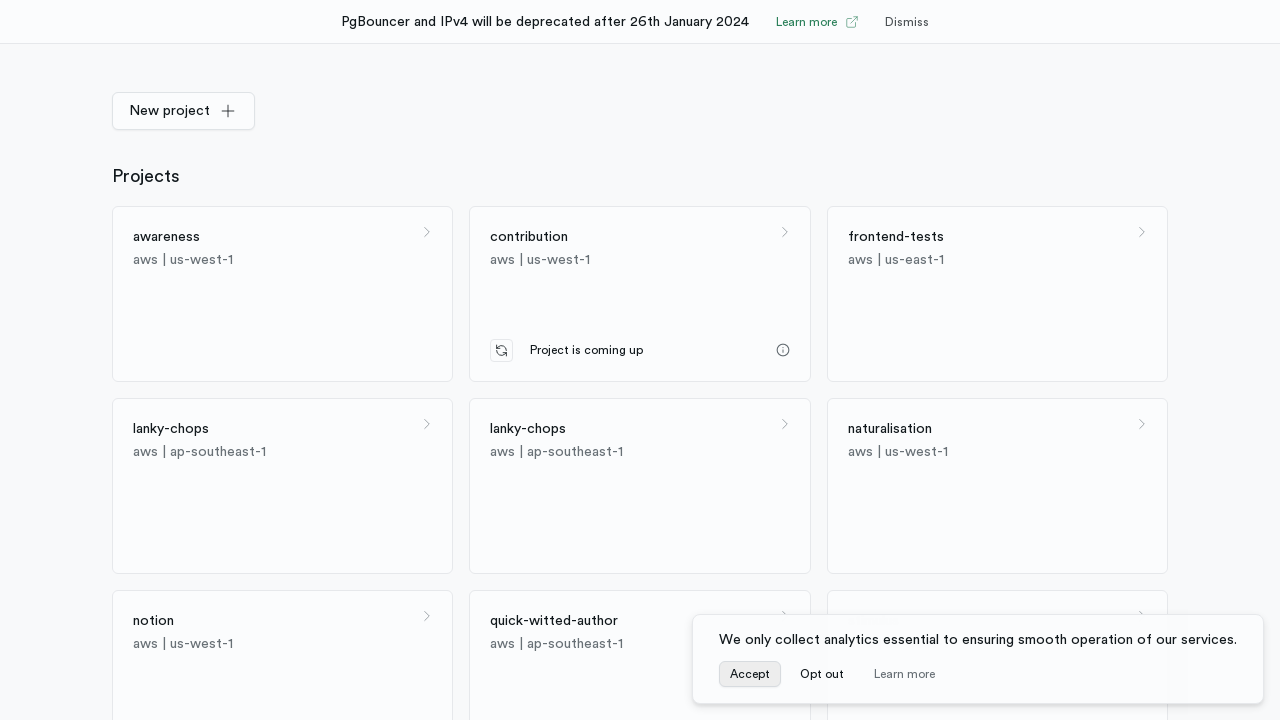 PgBouncer and IPv4 will be deprecated after 26th January 2024
Learn more
Dismiss
New project
Projects
awareness
aws | us-west-1
contribution
aws | us-west-1
Project is coming up
frontend-tests
aws | us-east-1
lanky-chops
aws | ap-southeast-1
lanky-chops
aws | ap-southeast-1
naturalisation
aws | us-west-1
notion
aws | us-west-1
quick-witted-author
aws | ap-southeast-1
We only collect analytics essential to ensuring smooth operation of our services.
Accept
Opt out
Learn more